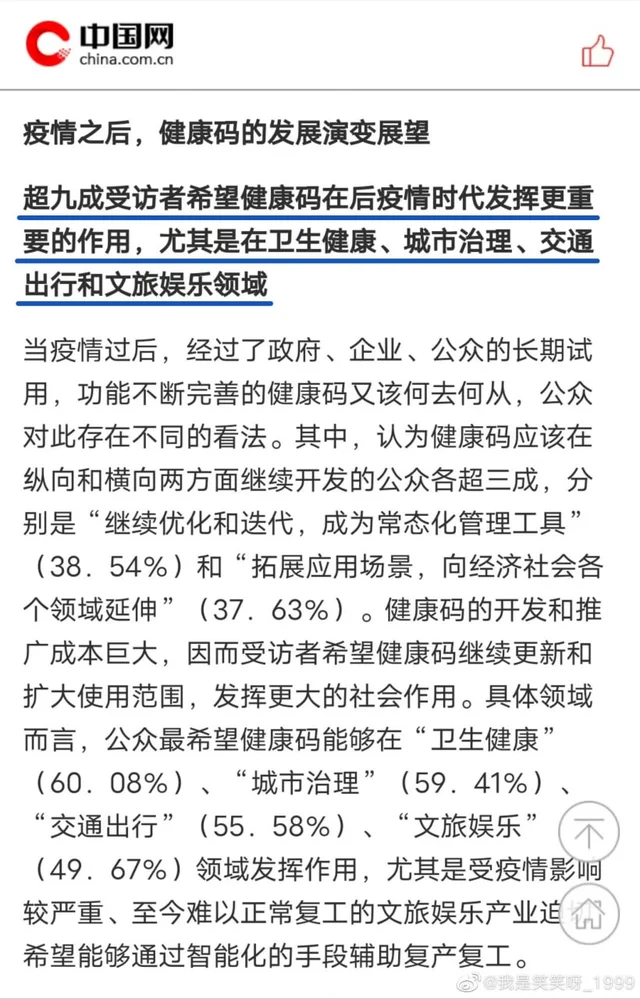 中国网
china.com.cn
疫情之后，健康码的发展演变展望
超九成受访者希望健康码在后疫情时代发挥更重
要的作用，尤其是在卫生健康、城市治理、交通
出行和文旅娱乐领域
当疫情过后，经过了政府、企业、公众的长期试
用，功能不断完善的健康码又该何去何从，公众
对此存在不同的看法。其中，认为健康码应该在
纵向和横向两方面继续开发的公众各超三成，分
别是“继续优化和迭代，成为常态化管理工具”
（38．54%）和“拓展应用场景，向经济社会各
个领域延伸”（37．63%）。健康码的开发和推
广成本巨大，因而受访者希望健康码继续更新和
扩大使用范围，发挥更大的社会作用。具体领域
而言，公众最希望健康码能够在“卫生健康”
（60．08%）、“城市治理”（59．41%）、
“交通出行”（55．58%）、“文旅娱乐”
（49．67%）领域发挥作用，尤其是受疫情影响
较严重、至今难以正常复工的文旅娱乐产业迫
希望能够通过智能化的手段辅助复产复工。
@我是笑笑呀_1999